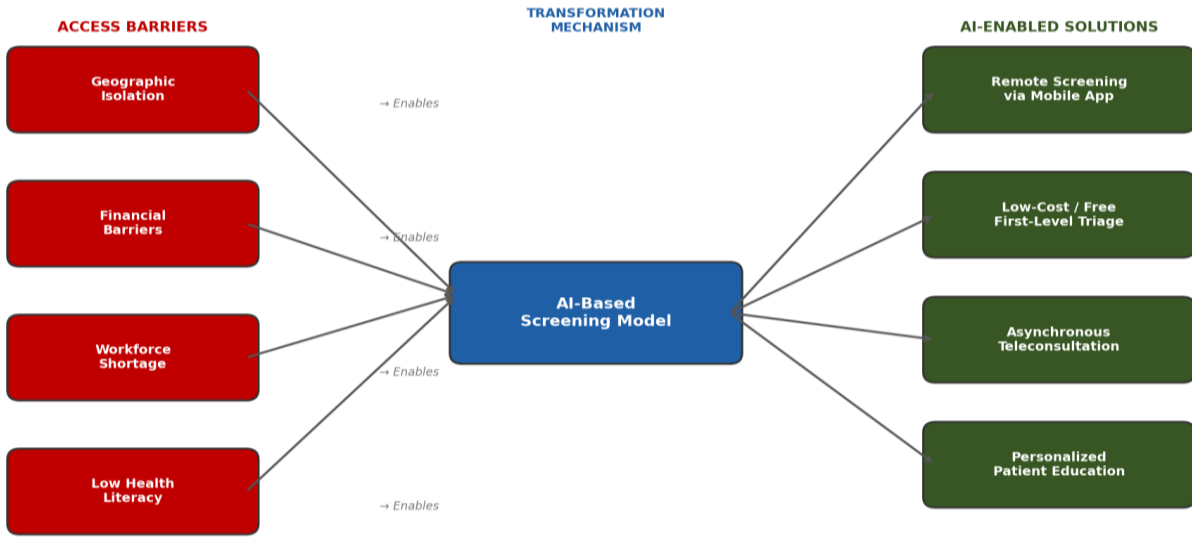 ACCESS BARRIERS
TRANSFORMATION
MECHANISM
AI-ENABLED SOLUTIONS
Geographic
Isolation
→ Enables
Remote Screening
via Mobile App
Financial
Barriers
→ Enables
Low-Cost / Free
First-Level Triage
AI-Based
Screening Model
Workforce
Shortage
→ Enables
Asynchronous
Teleconsultation
Low Health
Literacy
→ Enables
Personalized
Patient Education